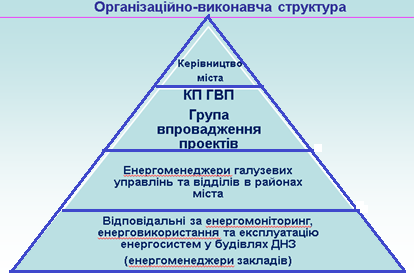 Організаційно-виконавча структура
Керівництво
міста
КП ГВП
Група
впровадження
проектів
Енергоменеджери галузевих
управлінь та відділів в районах
міста
Відповідальні за енергомоніторинг,
енерговикористання та експлуатацію
енергосистем у будівлях ДНЗ
(енергоменеджери закладів)